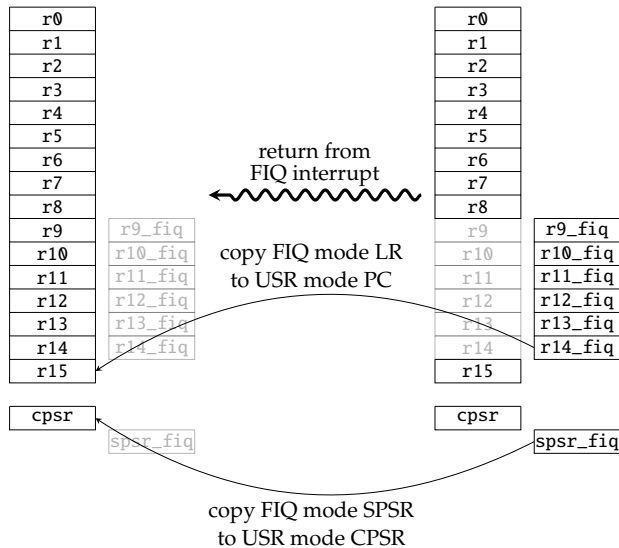 r0
r1
r2
r3
r4
r5
r6
r7
r8
r9
r10
r11
r12
r13
r14
r15
cpsr
r9_fiq
r10_fiq
r11_fiq
r12_fiq
r13_fiq
r14_fiq
spsr_fiq
return from
FIQ interrupt
copy FIQ mode LR
to USR mode PC
copy FIQ mode SPSR
to USR mode CPSR
r0
r1
r2
r3
r4
r5
r6
r7
r8
r9
r10
r11
r12
r13
r14
r15
cpsr
r9_fiq
r10_fiq
r11_fiq
r12_fiq
r13_fiq
r14_fiq
spsr_fiq